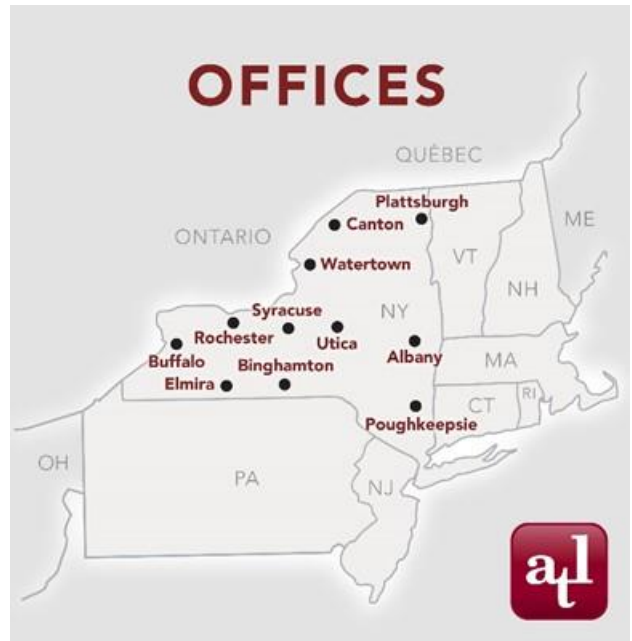 OFFICES
QUÉBEC
Plattsburgh
Canton
ME
ONTARIO
VT
Watertown
NH
Syracuse
NY
Rochester
Utica
Buffalo
Albany
MA
Elmira
Binghamton
RI
CT
Poughkeepsie
OH
PA
NJ
atl